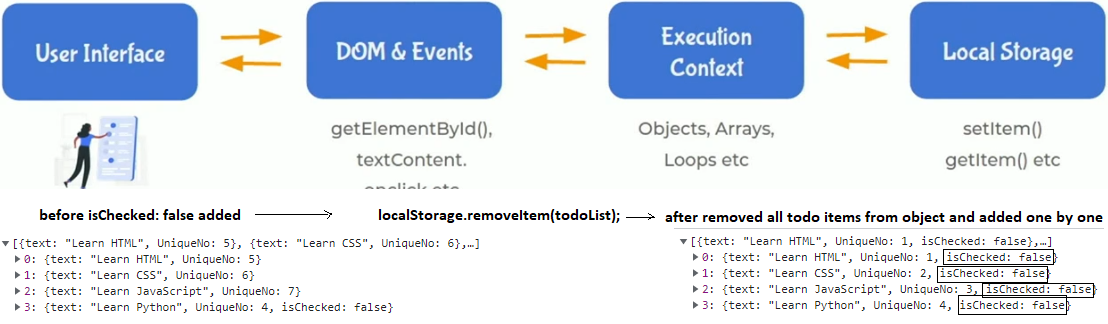 User Interface
DOM & Events
Execution
Context
Local Storage
getElementById(),
textContent.
onclick etc
Objects, Arrays,
Loops etc
setItem()
getItem() etc
before isChecked: false added
localStorage.removeItem(todoList);
after removed all todo items from object and added one by one
[{text: "Learn HTML", UniqueNo: 5}, {text: "Learn CSS", UniqueNo: 6},…]
0: {text: "Learn HTML", UniqueNo: 5}
1: {text: "Learn CSS", UniqueNo: 6}
2: {text: "Learn JavaScript", UniqueNo: 7}
3: {text: "Learn Python", UniqueNo: 4, isChecked: false}
[{text: "Learn HTML", UniqueNo: 1, isChecked: false},…]
0: {text: "Learn HTML", UniqueNo: 1, isChecked: false}
1: {text: "Learn CSS", UniqueNo: 2, isChecked: false}
2: {text: "Learn JavaScript", UniqueNo: 3, isChecked: false}
3: {text: "Learn Python", UniqueNo: 4, isChecked: false}